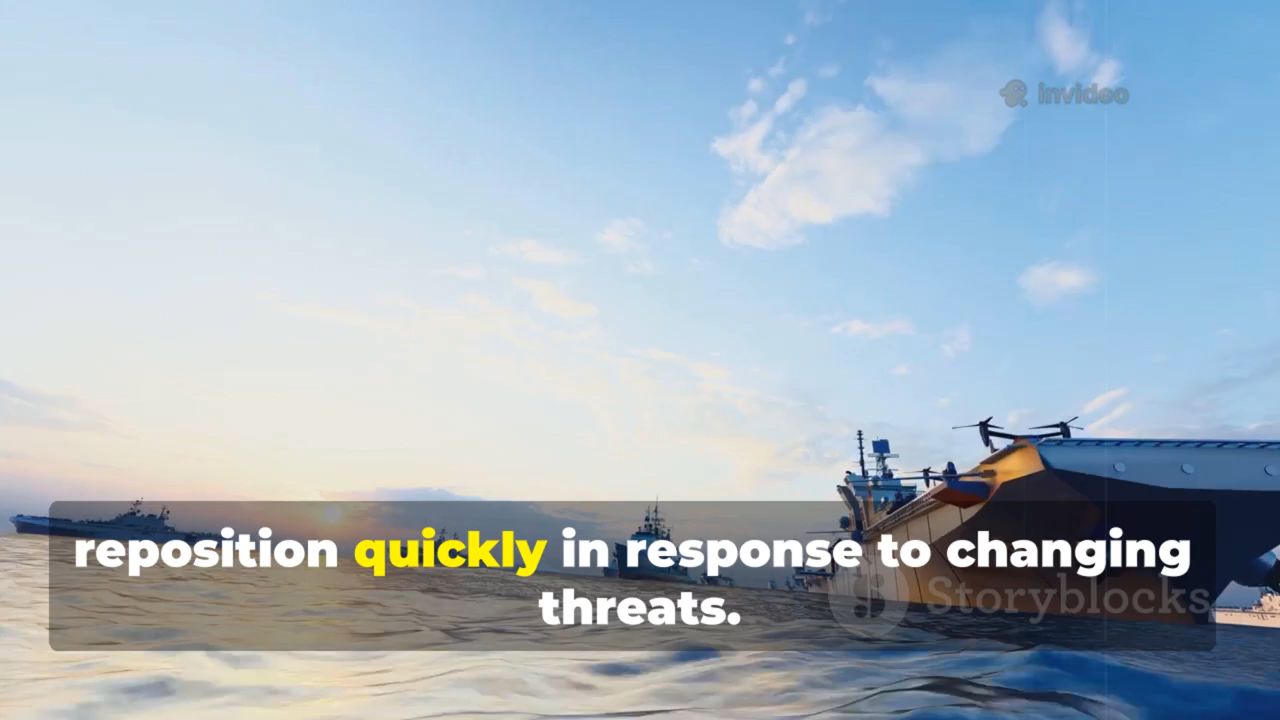 invideo
reposition quickly in response to changing
threats.
Storyblocks